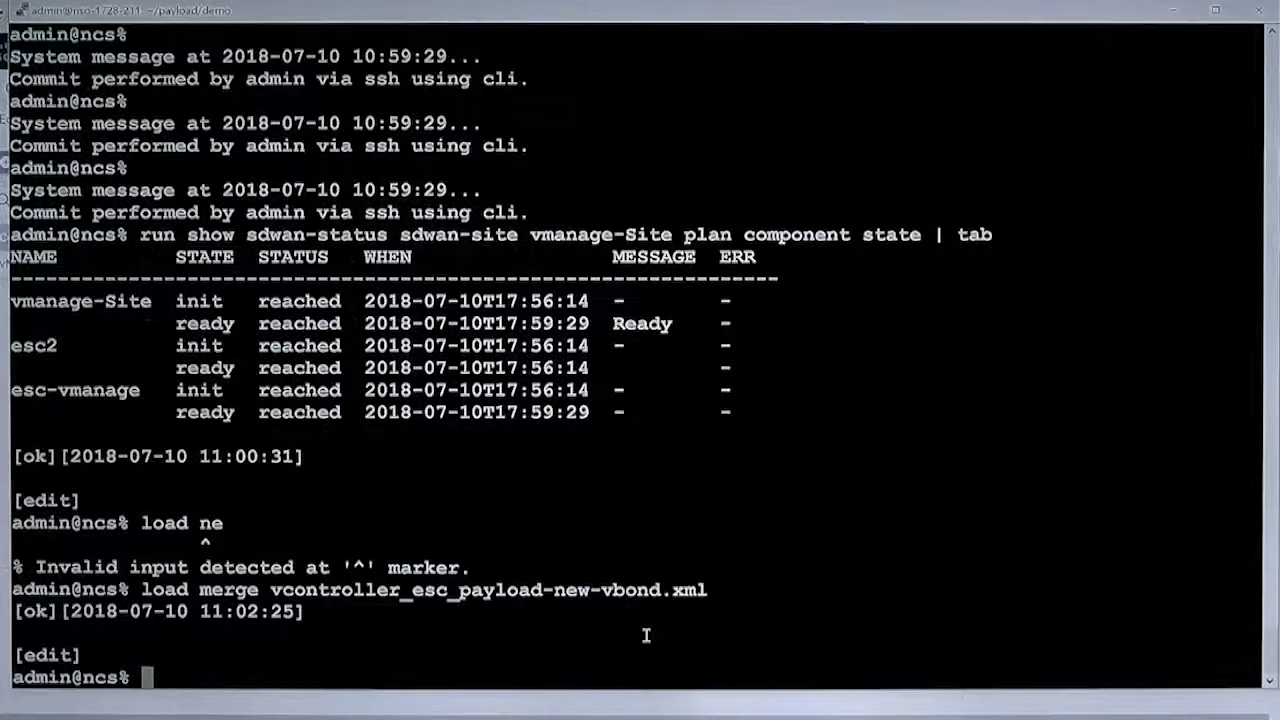 admin@nso-1728-211: ~/payload/demo
admin@ncs%
System message at 2018-07-10 10:59:29...
Commit performed by admin via ssh using cli.
admin@ncs%
System message at 2018-07-10 10:59:29...
Commit performed by admin via ssh using cli.
admin@ncs%
System message at 2018-07-10 10:59:29...
Commit performed by admin via ssh using cli.
admin@ncs% run show sdwan-status sdwan-site vmanage-Site plan component state | tab
NAME STATE STATUS WHEN MESSAGE ERR
--------------------------------------------------------------------
vmanage-Site init reached 2018-07-10T17:56:14 - -
ready reached 2018-07-10T17:59:29 Ready -
esc2 init reached 2018-07-10T17:56:14 - -
ready reached 2018-07-10T17:56:14 - -
esc-vmanage init reached 2018-07-10T17:56:14 - -
ready reached 2018-07-10T17:59:29 - -
[ok][2018-07-10 11:00:31]
[edit]
admin@ncs% load ne
^
% Invalid input detected at '^' marker.
admin@ncs% load merge vcontroller_esc_payload-new-vbond.xml
[ok][2018-07-10 11:02:25]
[edit]
admin@ncs%